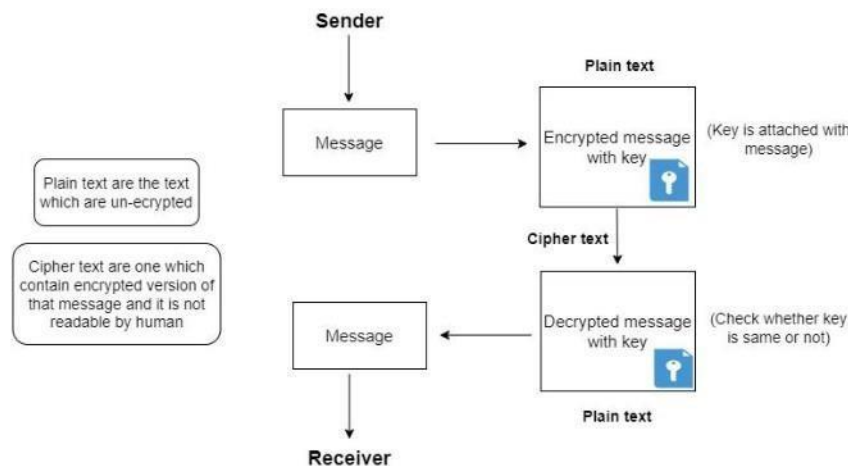 Sender
Plain text
Message
Encrypted message
with key
(Key is attached with
message)
Plain text are the text
which are un-ecrypted
Cipher text
Cipher text are one which
contain encrypted version of
that message and it is not
readable by human
Message
Decrypted message
with key
(Check whether key
is same or not)
Plain text
Receiver